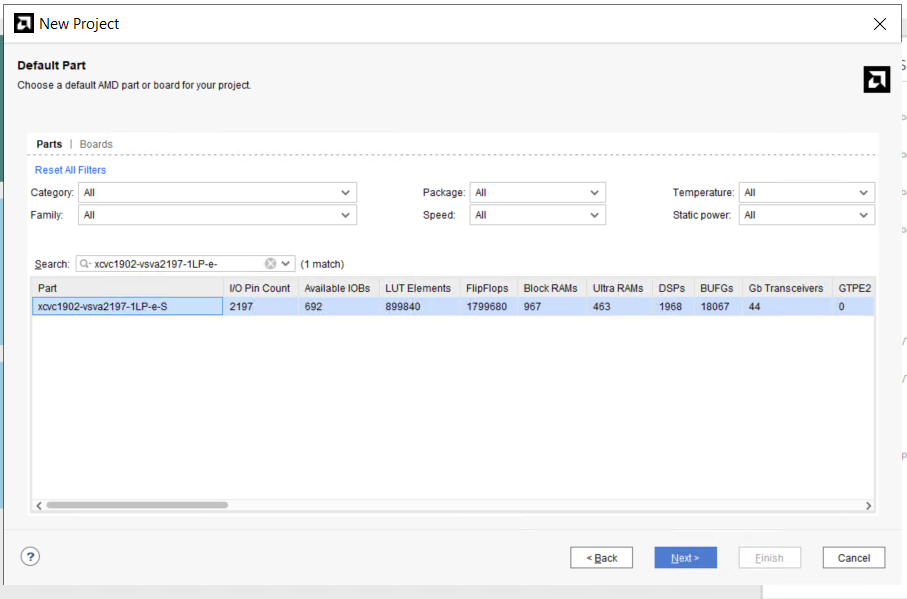 New Project
Default Part
Choose a default AMD part or board for your project.
Parts | Boards
Reset All Filters
Category: All Package: All Temperature: All
Family: All Speed: All Static power: All
Search: xcvc1902-vsva2197-1LP-e- (1 match)
Part I/O Pin Count Available IOBs LUT Elements FlipFlops Block RAMs Ultra RAMs DSPs BUFGs Gb Transceivers GTPE2
xcvc1902-vsva2197-1LP-e-S 2197 692 899840 1799680 967 463 1968 18067 44 0
? < Back Next > Finish Cancel